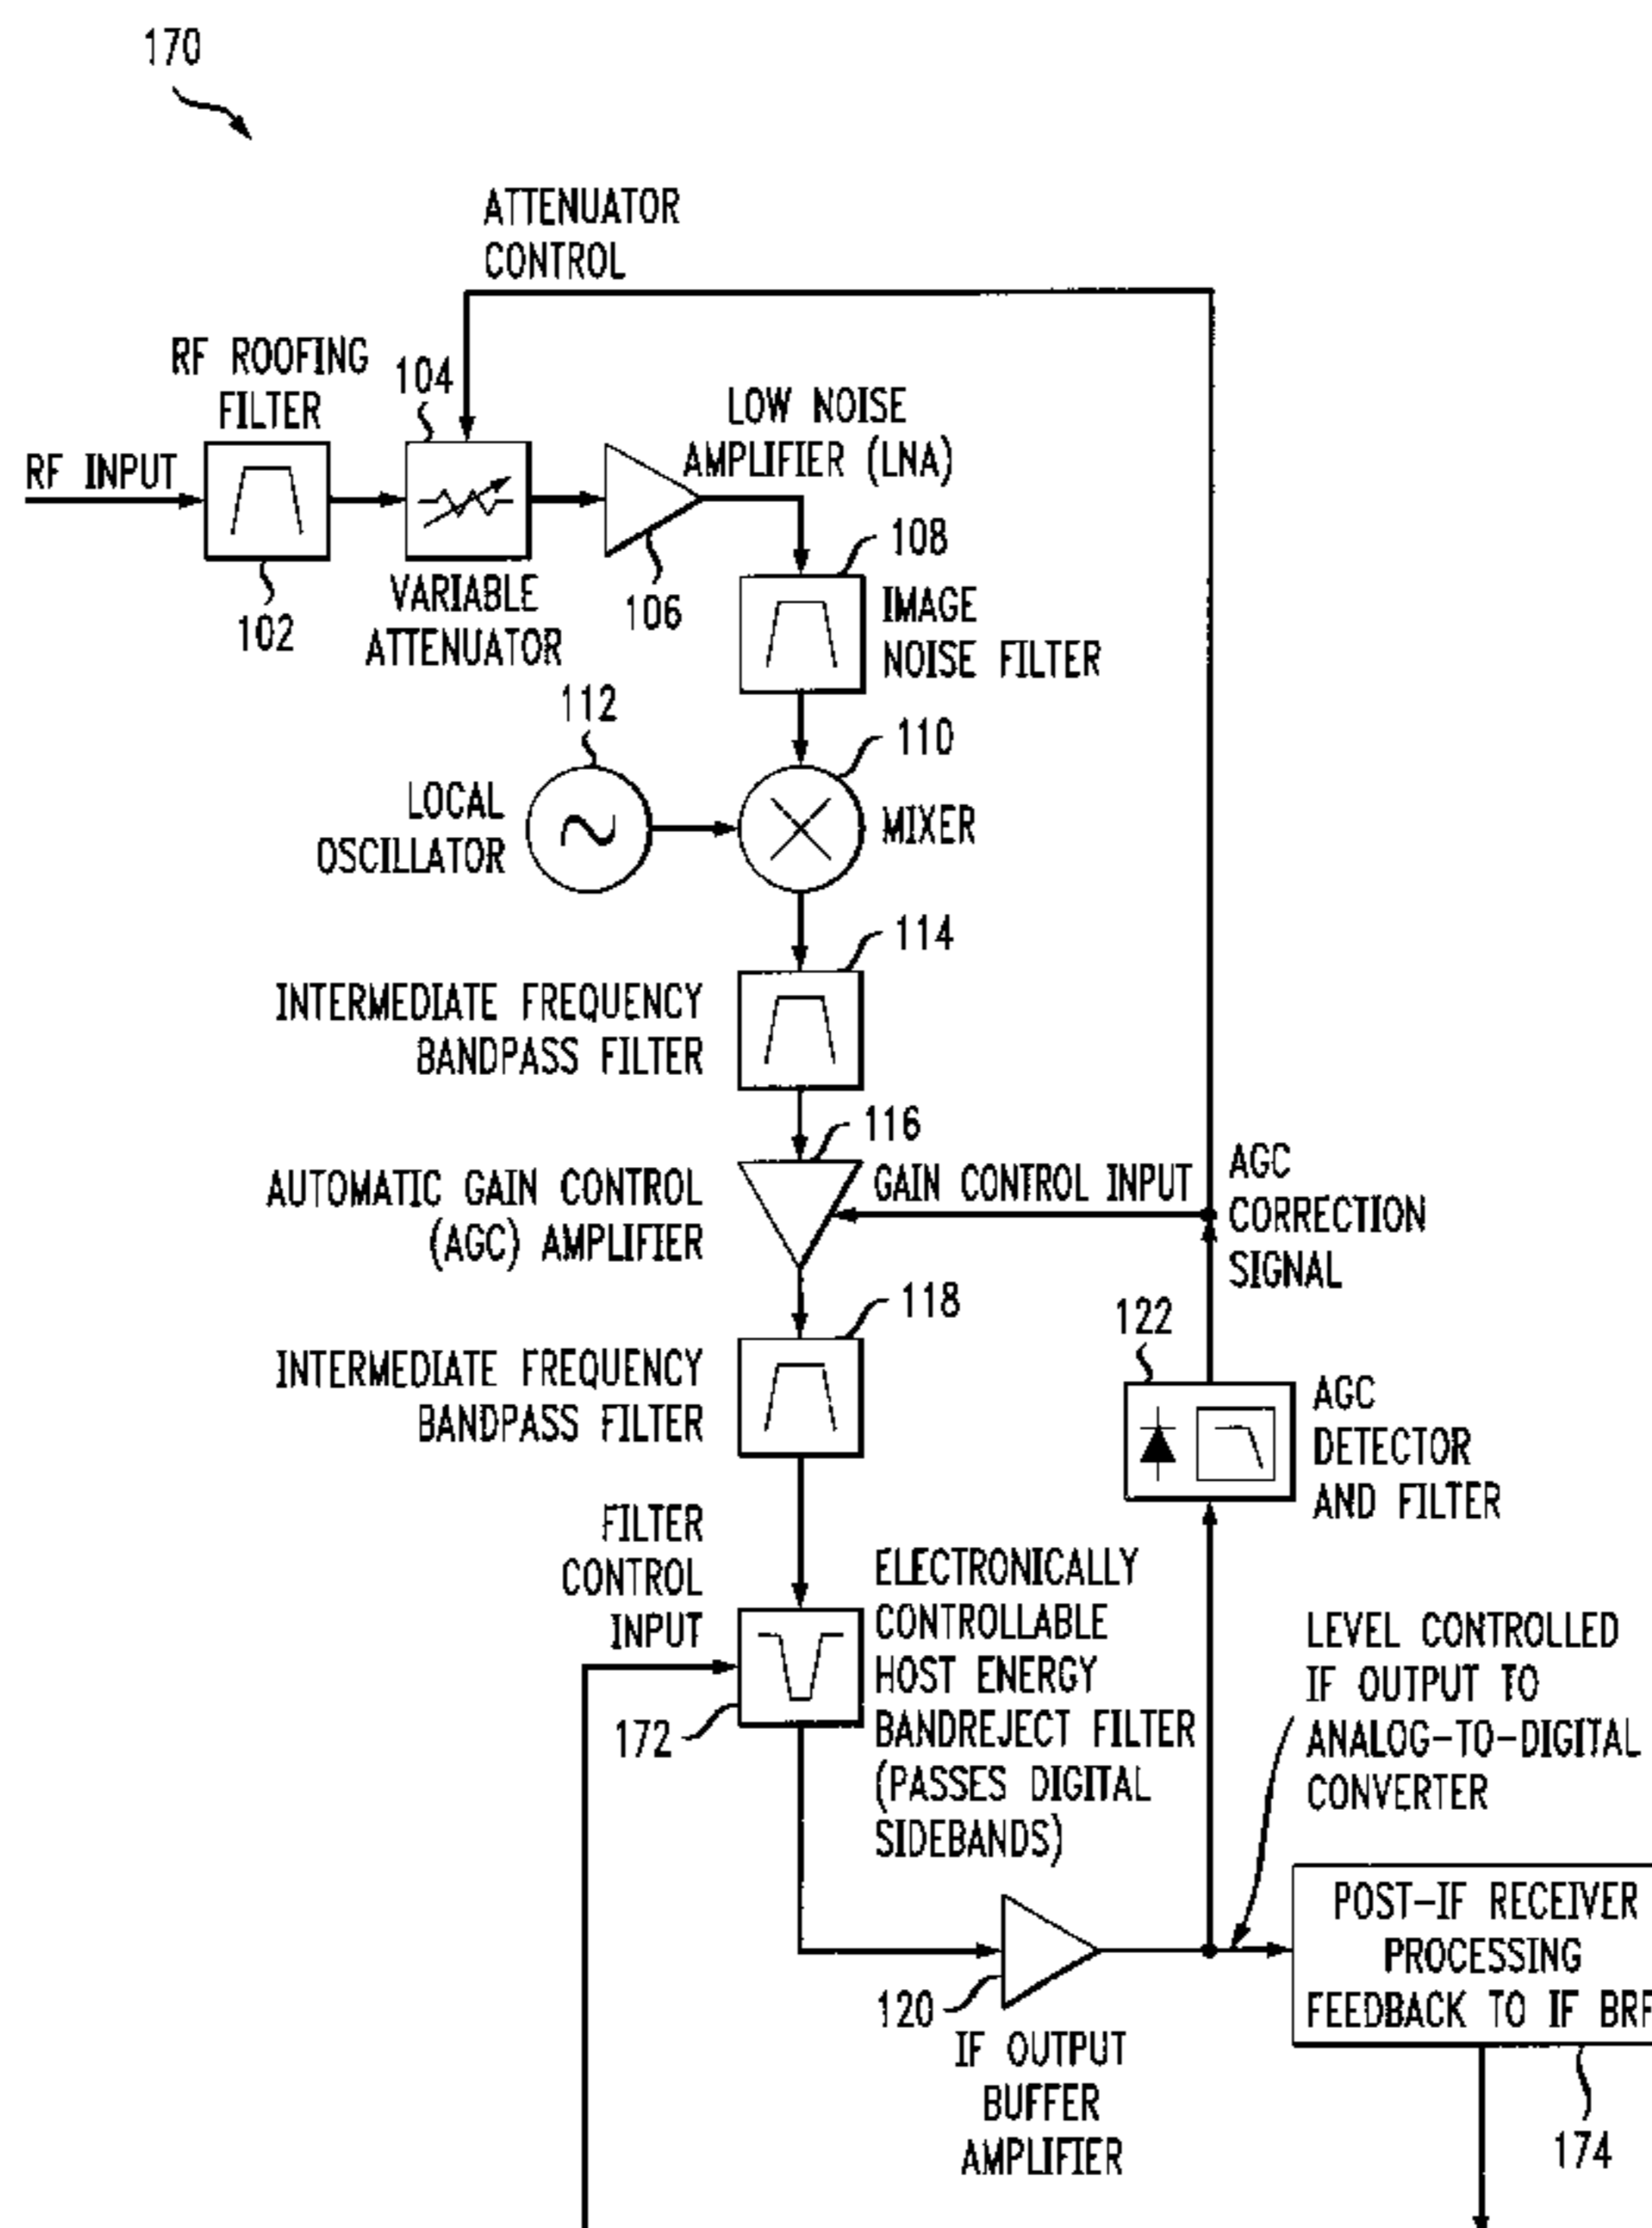 170
ATTENUATOR
CONTROL
RF ROOFING
FILTER
104
LOW NOISE
AMPLIFIER (LNA)
RF INPUT
108
VARIABLE
ATTENUATOR
102
106
IMAGE
NOISE FILTER
112
110
LOCAL
OSCILLATOR
MIXER
114
INTERMEDIATE FREQUENCY
BANDPASS FILTER
116
AUTOMATIC GAIN CONTROL
(AGC) AMPLIFIER
GAIN CONTROL INPUT
AGC
CORRECTION
SIGNAL
118
122
INTERMEDIATE FREQUENCY
BANDPASS FILTER
AGC
DETECTOR
AND FILTER
FILTER
CONTROL
INPUT
ELECTRONICALLY
CONTROLLABLE
HOST ENERGY
BANDREJECT FILTER
(PASSES DIGITAL
SIDEBANDS)
172
LEVEL CONTROLLED
IF OUTPUT TO
ANALOG-TO-DIGITAL
CONVERTER
POST-IF RECEIVER
PROCESSING
FEEDBACK TO IF BRF
120
IF OUTPUT
BUFFER
AMPLIFIER
174